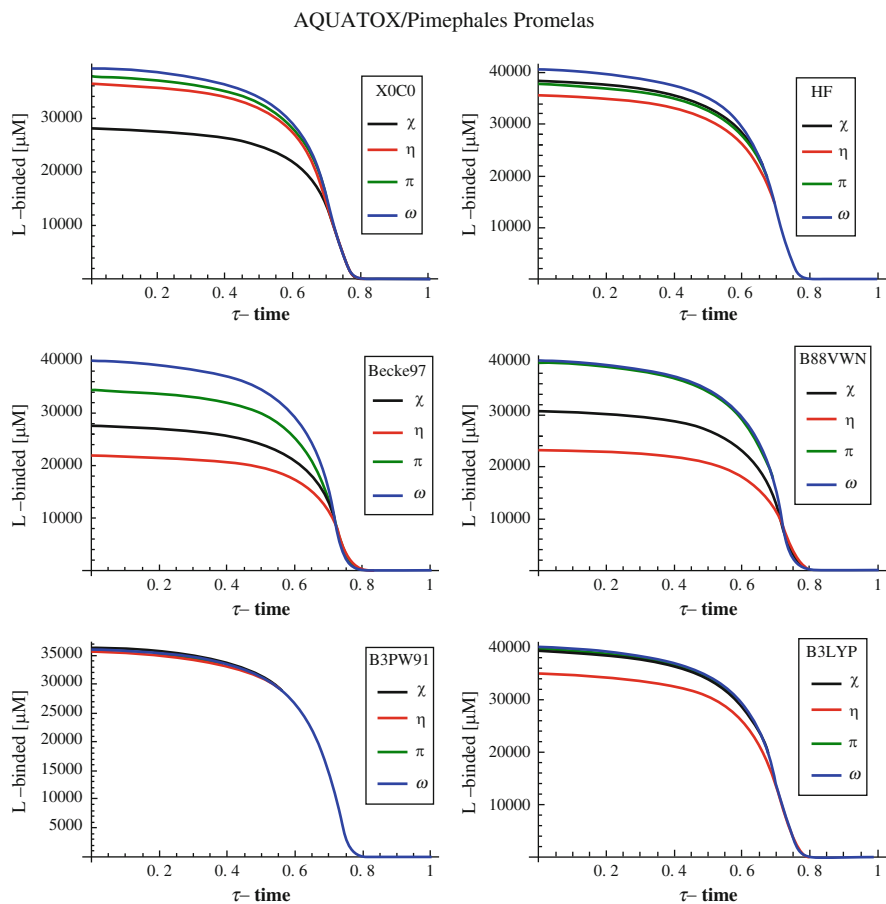 AQUATOX/Pimephales Promelas
L –binded [μM]
30000
20000
10000
0. 2
0. 4
0. 6
0. 8
1
τ– time
X0C0
χ
η
π
ω
L –binded [μM]
40000
30000
20000
10000
0. 2
0. 4
0. 6
0. 8
1
τ– time
HF
χ
η
π
ω
L –binded [μM]
40000
30000
20000
10000
0. 2
0. 4
0. 6
0. 8
1
τ– time
Becke97
χ
η
π
ω
L –binded [μM]
40000
30000
20000
10000
0. 2
0. 4
0. 6
0. 8
1
τ– time
B88VWN
χ
η
π
ω
L –binded [μM]
35000
30000
25000
20000
15000
10000
5000
0. 2
0. 4
0. 6
0. 8
1
τ– time
B3PW91
χ
η
π
ω
L –binded [μM]
40000
30000
20000
10000
0. 2
0. 4
0. 6
0. 8
1
τ– time
B3LYP
χ
η
π
ω